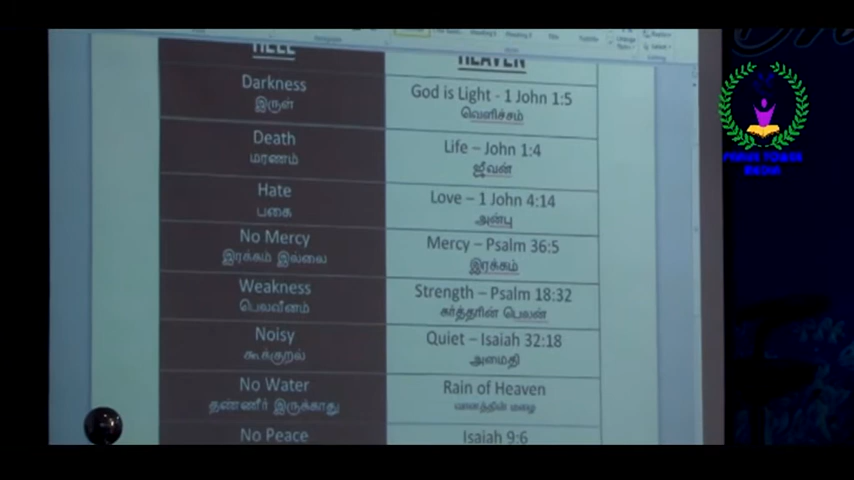 HELL
HEAVEN
Darkness
இருள்
God is Light - 1 John 1:5
வெளிச்சம்
Death
மரணம்
Life – John 1:4
ஜீவன்
Hate
பகை
Love – 1 John 4:14
அன்பு
No Mercy
இரக்கம் இல்லை
Mercy – Psalm 36:5
இரக்கம்
Weakness
பெலவீனம்
Strength – Psalm 18:32
கர்த்தரின் பெலன்
Noisy
கூக்குறல்
Quiet – Isaiah 32:18
அமைதி
No Water
தண்ணீர் இருக்காது
Rain of Heaven
வானத்தின் மழை
No Peace
Isaiah 9:6
MEDIA